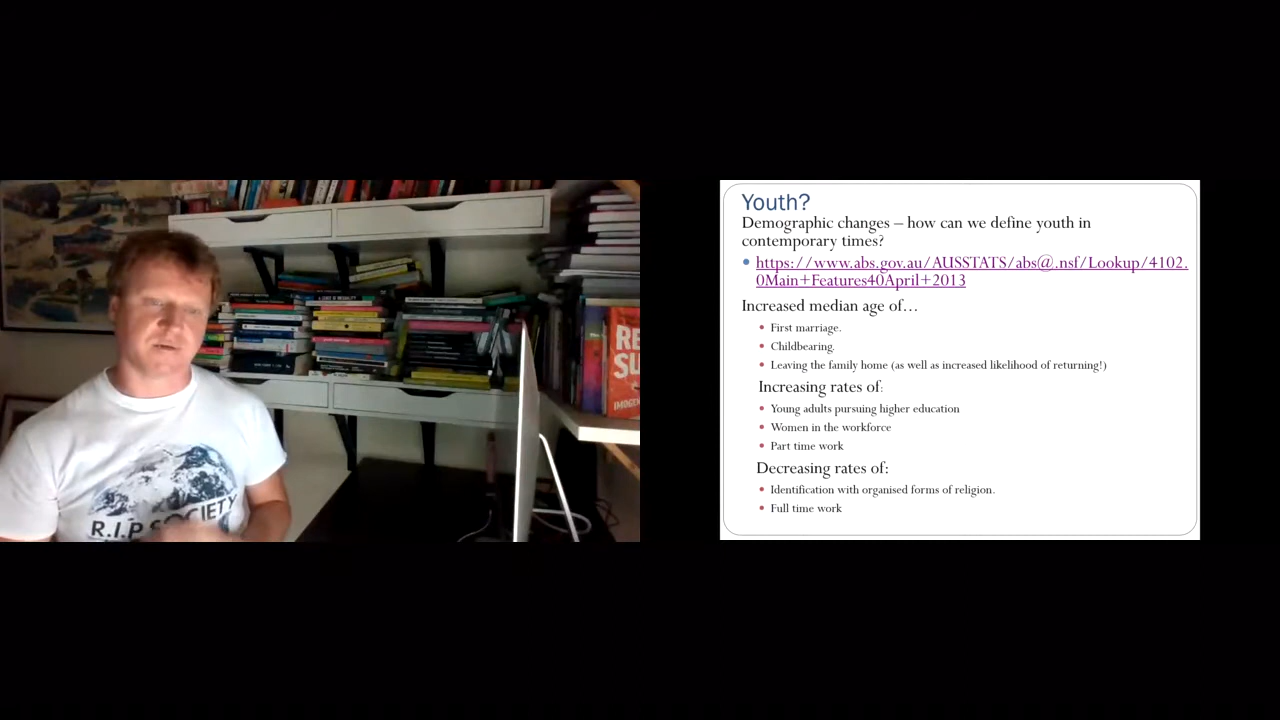 R.I.P SOCIETY
RE
SU
IMOGEN
Youth?
Demographic changes – how can we define youth in
contemporary times?
https://www.abs.gov.au/AUSSTATS/abs@.nsf/Lookup/4102.
0Main+Features40April+2013
Increased median age of…
First marriage.
Childbearing.
Leaving the family home (as well as increased likelihood of returning!)
Increasing rates of:
Young adults pursuing higher education
Women in the workforce
Part time work
Decreasing rates of:
Identification with organised forms of religion.
Full time work